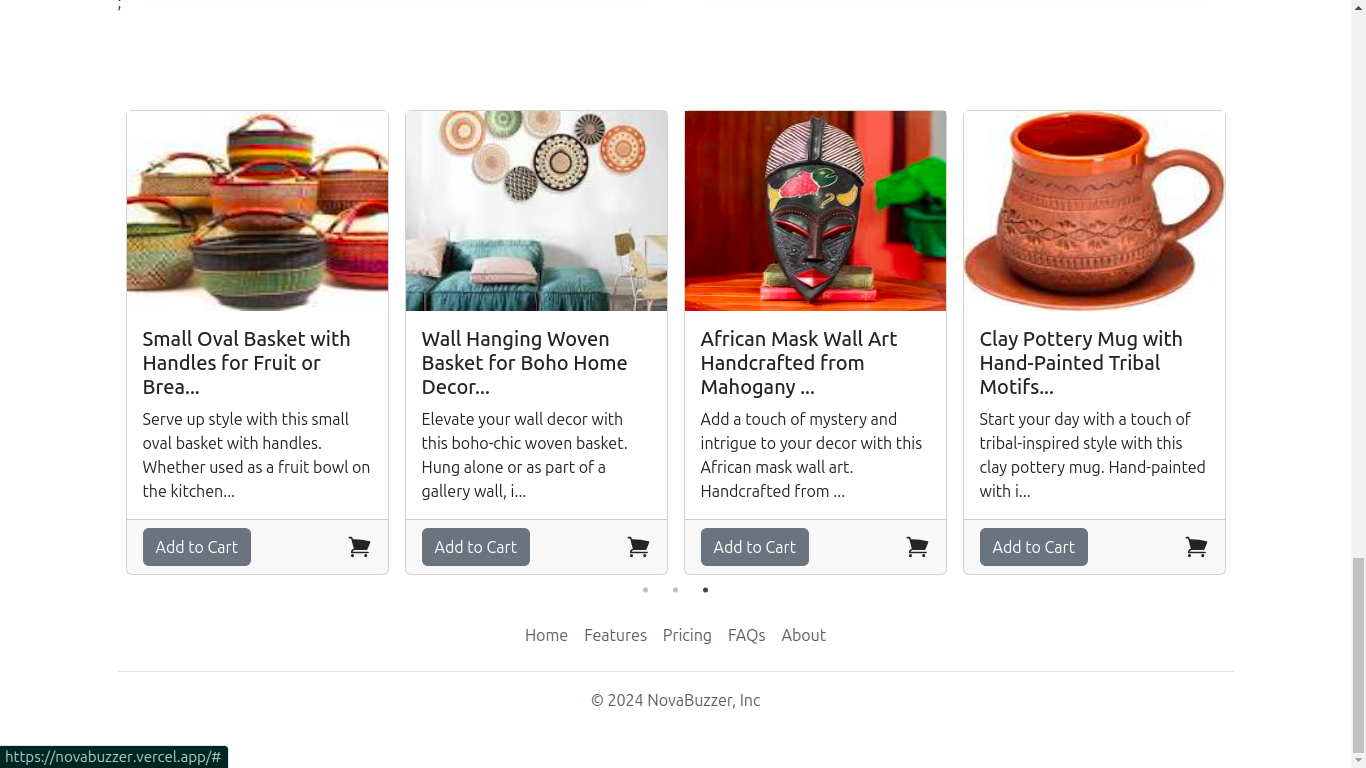 ;
Small Oval Basket with
Handles for Fruit or
Brea...
Serve up style with this small
oval basket with handles.
Whether used as a fruit bowl on
the kitchen...
Add to Cart
Wall Hanging Woven
Basket for Boho Home
Decor...
Elevate your wall decor with
this boho-chic woven basket.
Hung alone or as part of a
gallery wall, i...
Add to Cart
African Mask Wall Art
Handcrafted from
Mahogany ...
Add a touch of mystery and
intrigue to your decor with this
African mask wall art.
Handcrafted from ...
Add to Cart
Clay Pottery Mug with
Hand-Painted Tribal
Motifs...
Start your day with a touch of
tribal-inspired style with this
clay pottery mug. Hand-painted
with i...
Add to Cart
Home Features Pricing FAQs About
© 2024 NovaBuzzer, Inc
https://novabuzzer.vercel.app/#